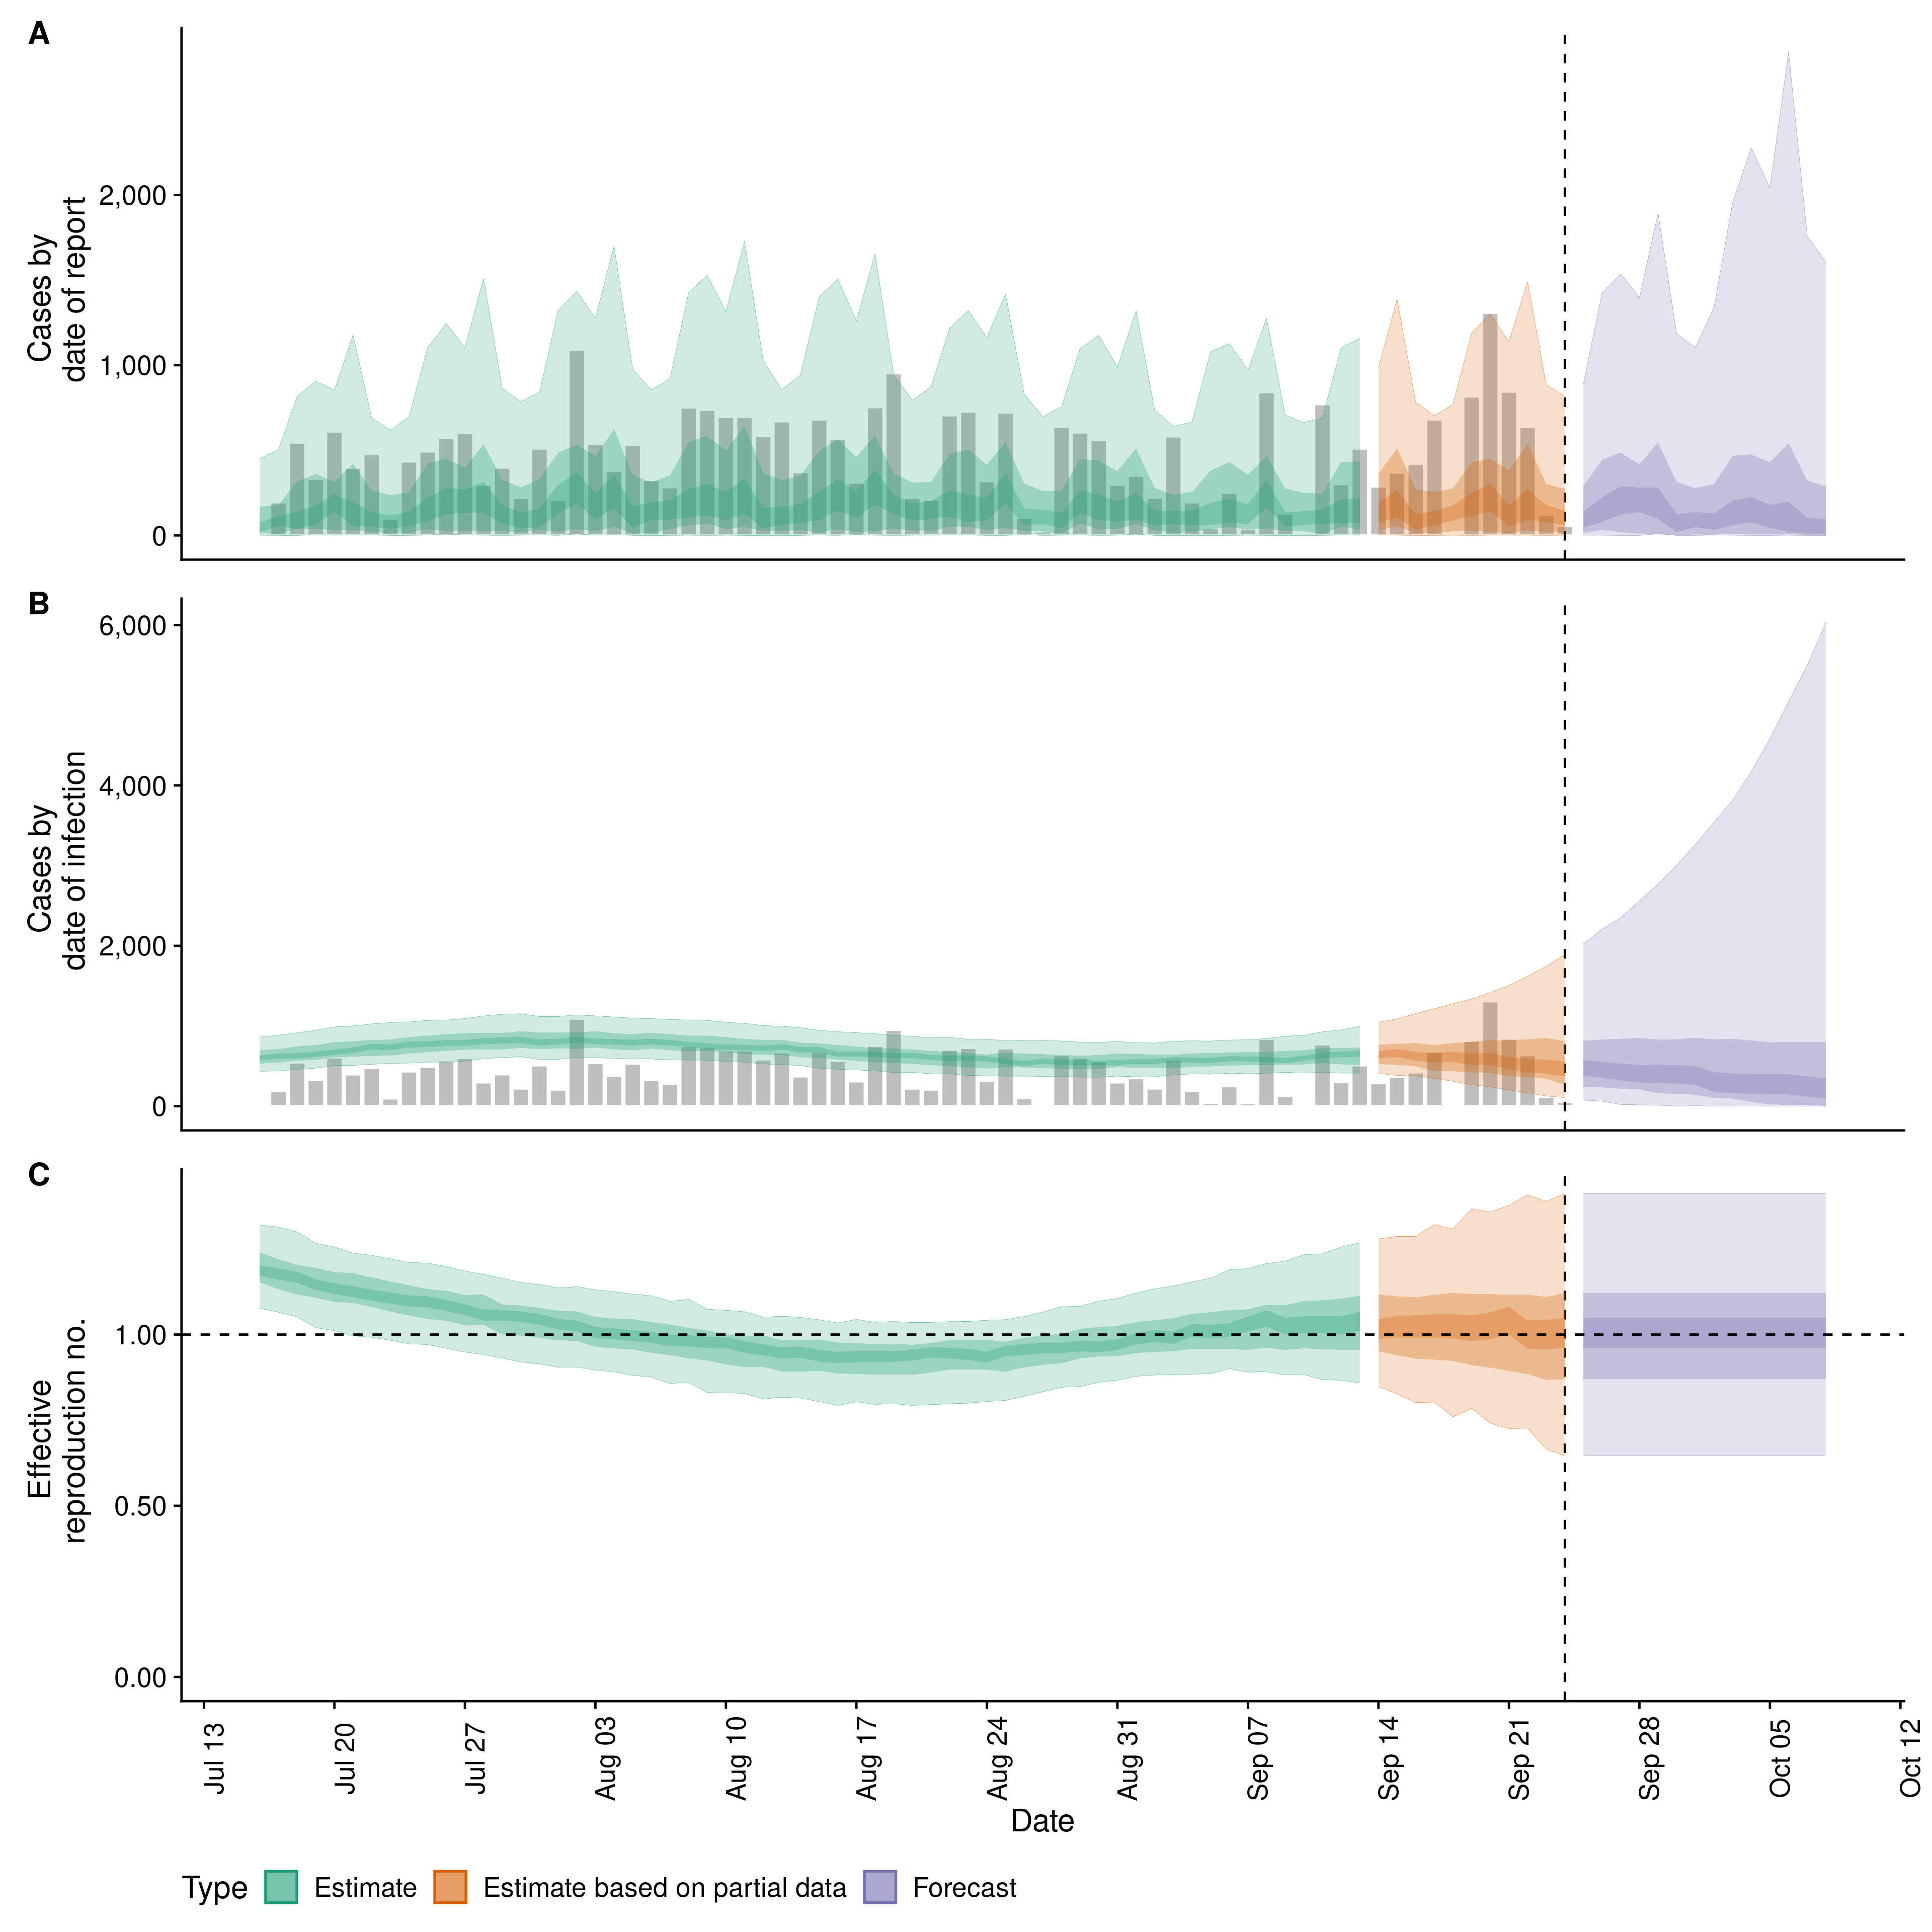 A
Cases by
date of report
2,000
1,000
0
B
Cases by
date of infection
6,000
4,000
2,000
0
C
Effective
reproduction no.
1.00
0.50
0.00
Jul 13
Jul 20
Jul 27
Aug 03
Aug 10
Aug 17
Aug 24
Aug 31
Sep 07
Sep 14
Sep 21
Sep 28
Oct 05
Oct 12
Date
Type Estimate Estimate based on partial data Forecast